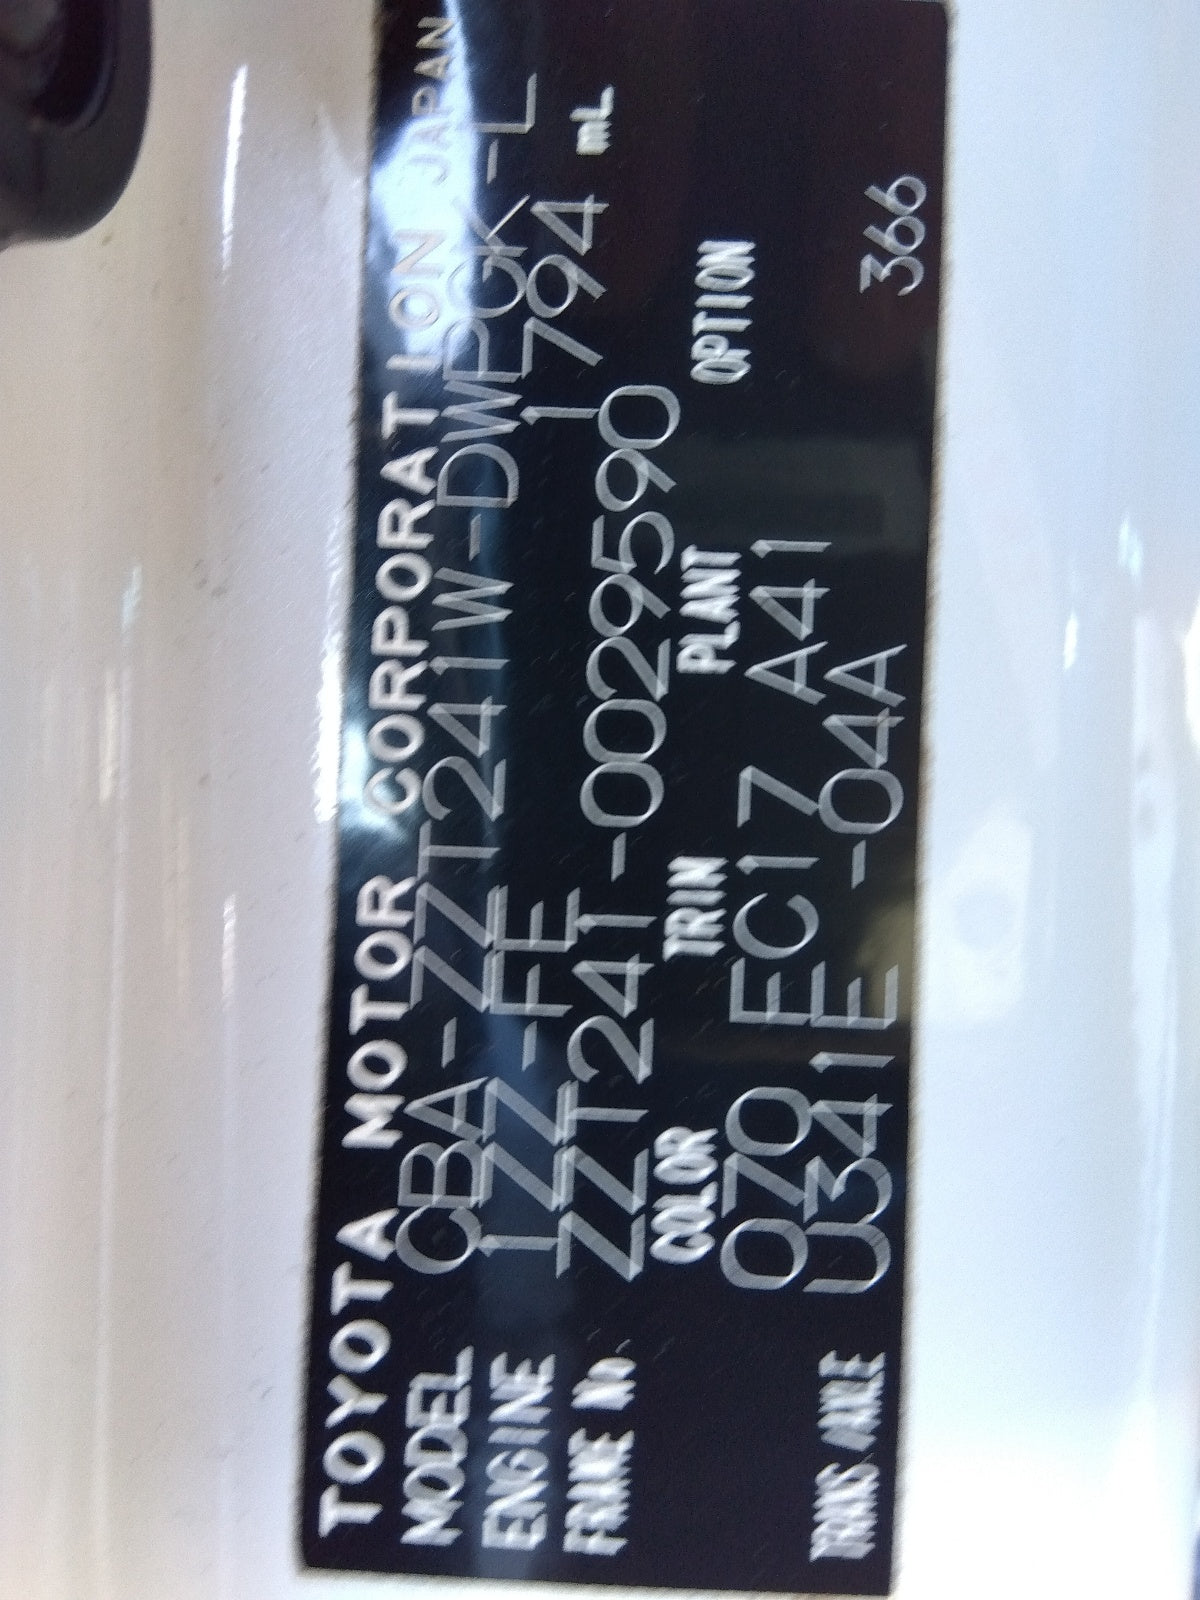 TOYOTA MOTOR CORPORATION JAPAN
MODEL CBA-ZZT241W-DWPGK-L
ENGINE 1ZZ-FE 1794 mL
FRAME No. ZZT241-0029590
COLOR TRIM PLANT OPTION
070 EC17 A41
TRANS/AXLE U341E -04A 366